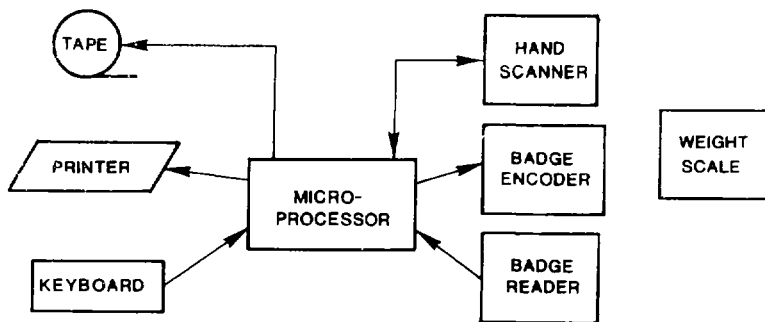 TAPE
HAND
SCANNER
PRINTER
MICRO-
PROCESSOR
BADGE
ENCODER
WEIGHT
SCALE
KEYBOARD
BADGE
READER